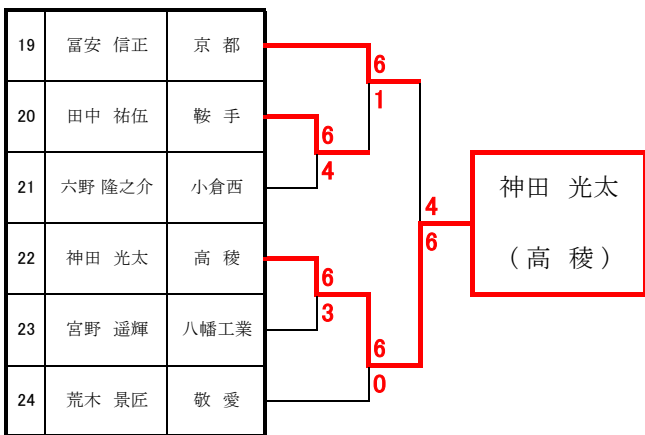 19 冨安 信正 京 都
20 田中 祐伍 鞍 手
21 六野 隆之介 小倉西
22 神田 光太 高 稜
23 宮野 遥輝 八幡工業
24 荒木 景匠 敬 愛
6
1
6
4
6
3
6
0
4
6
神田 光太
（高 稜）